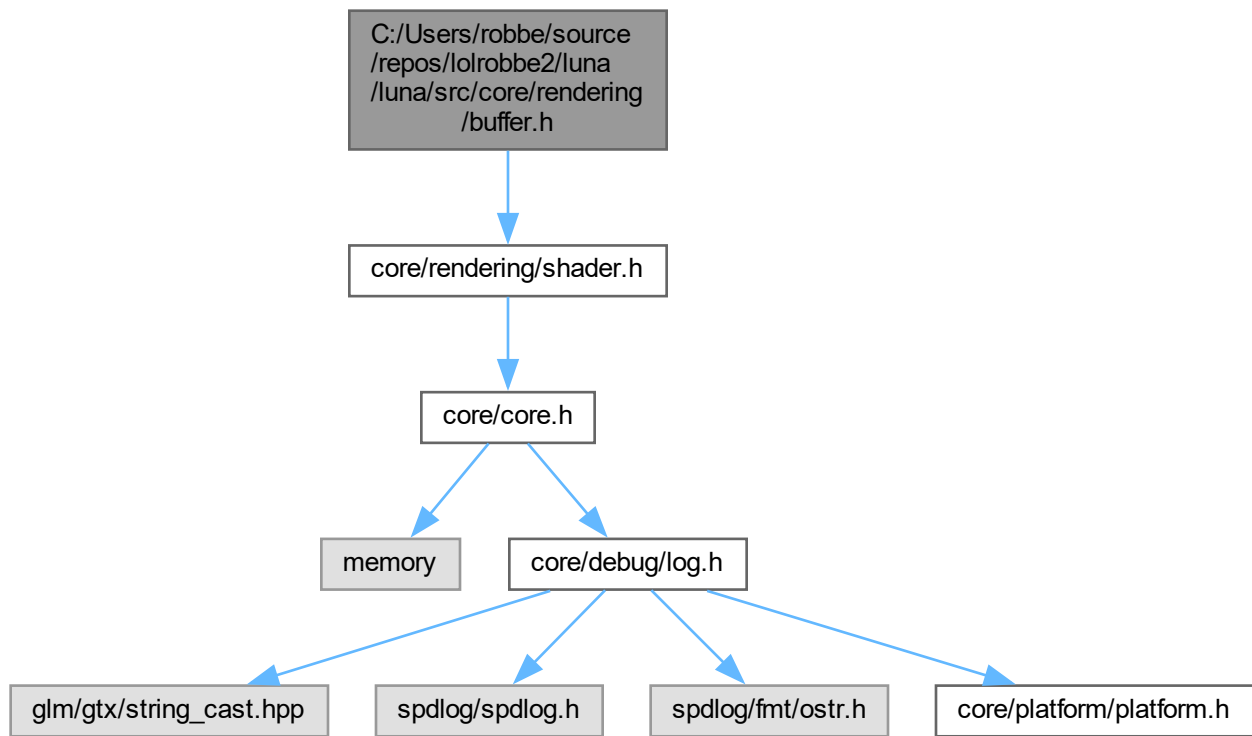 C:/Users/robbe/source
/repos/lolrobbe2/luna
/luna/src/core/rendering
/buffer.h
core/rendering/shader.h
core/core.h
memory
core/debug/log.h
glm/gtx/string_cast.hpp
spdlog/spdlog.h
spdlog/fmt/ostr.h
core/platform/platform.h